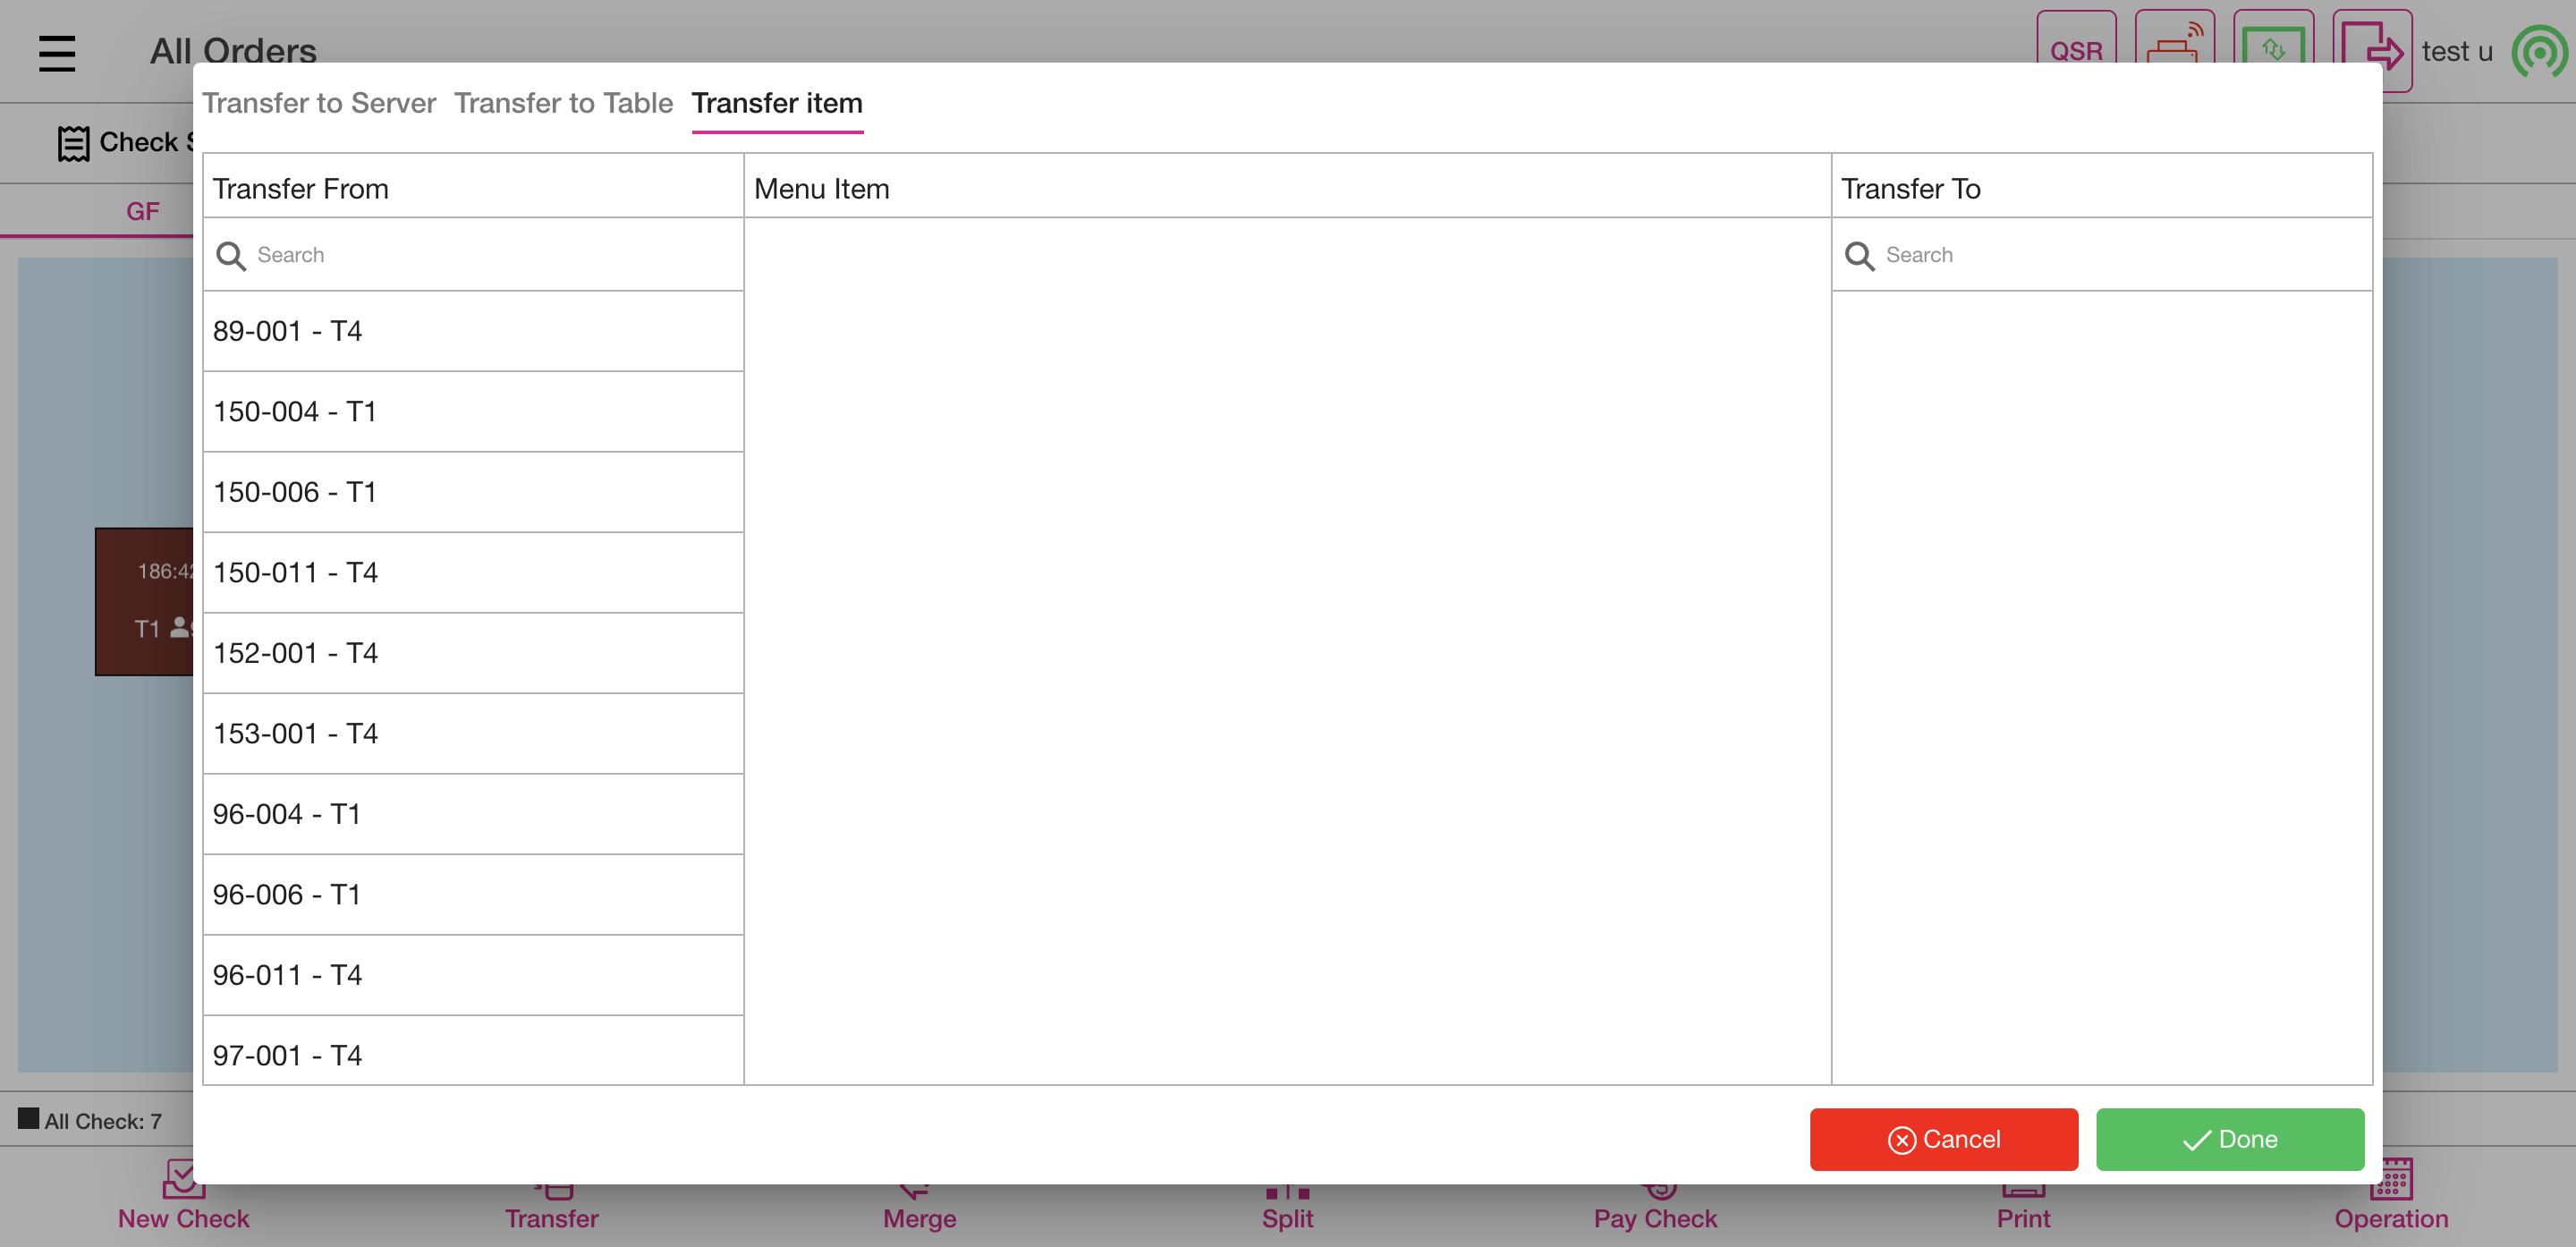 All Orders
QSR
test u
Transfer to Server
Transfer to Table
Transfer item
Check
GF
Transfer From
Menu Item
Transfer To
Search
Search
89-001 - T4
150-004 - T1
150-006 - T1
150-011 - T4
152-001 - T4
153-001 - T4
96-004 - T1
96-006 - T1
96-011 - T4
97-001 - T4
186:42
T1
All Check: 7
Cancel
Done
New Check
Transfer
Merge
Split
Pay Check
Print
Operation